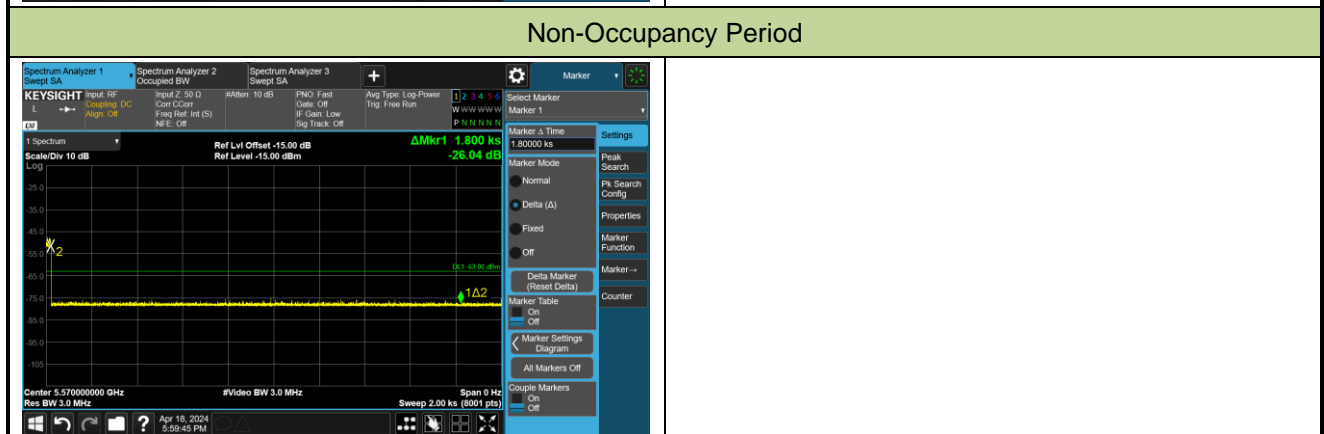 Non-Occupancy Period
Spectrum Analyzer 1
Swept SA
Spectrum Analyzer 2
Occupied BW
Spectrum Analyzer 3
Swept SA
Marker
KEYSIGHT
L
Input: RF
Coupling: DC
Align: Off
Input Z: 50 Ω
Corr CCorr
Freq Ref: Int (S)
NFE: Off
#Atten: 10 dB
PNO: Fast
Gate: Off
IF Gain: Low
Sig Track: Off
Avg Type: Log-Power
Trig: Free Run
1 2 3 4 5 6
W W W W W W
P N N N N N
Select Marker
Marker 1
LXI
1 Spectrum
Scale/Div 10 dB
Log
Ref Lvl Offset -15.00 dB
Ref Level -15.00 dBm
ΔMkr1 1.800 ks
-26.04 dB
-25.0
-35.0
-45.0
-55.0
-65.0
-75.0
-85.0
-95.0
-105
2
1Δ2
Center 5.570000000 GHz
Res BW 3.0 MHz
#Video BW 3.0 MHz
Span 0 Hz
Sweep 2.00 ks (8001 pts)
Marker Δ Time
1.80000 ks
Marker Mode
Normal
Delta (Δ)
Fixed
Off
Delta Marker
(Reset Delta)
Marker Table
On
Off
Marker Settings
Diagram
All Markers Off
Couple Markers
On
Off
Settings
Peak
Search
Pk Search
Config
Properties
Marker
Function
Marker→
Counter
?
Apr 18, 2024
5:59:45 PM